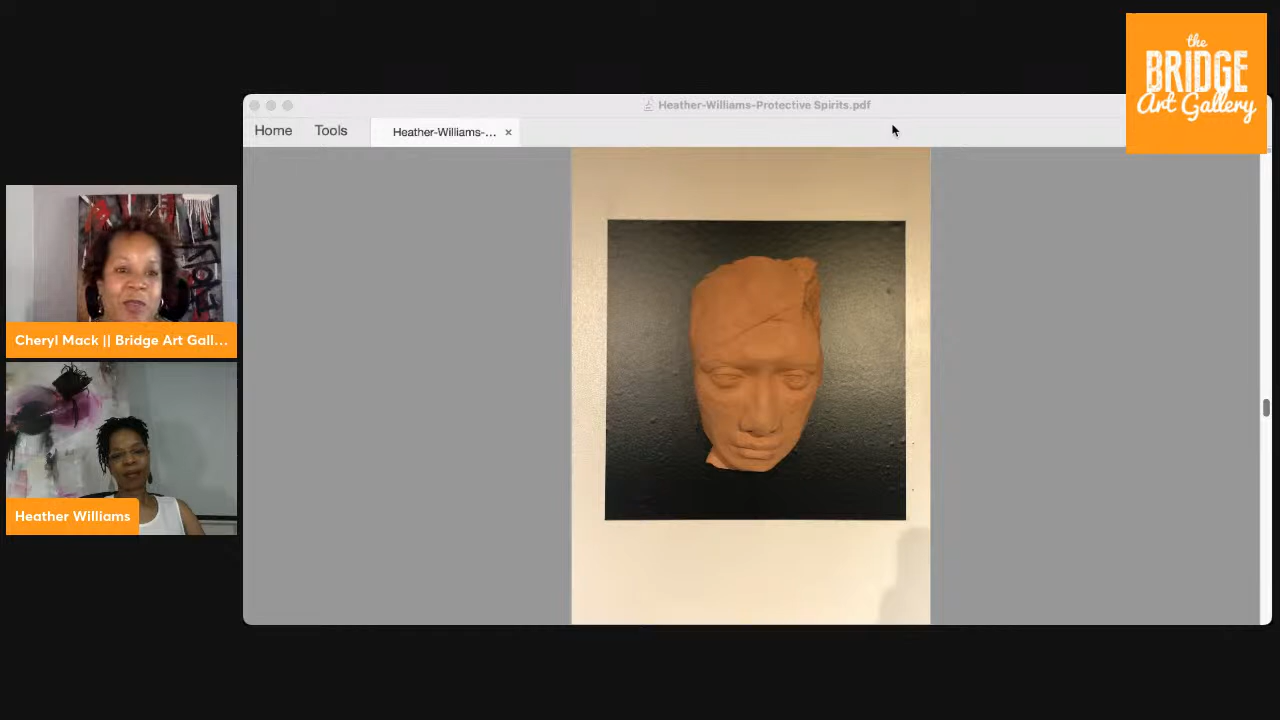 the
BRIDGE
Art Gallery
Heather-Williams-Protective Spirits.pdf
Home Tools Heather-Williams-... ×
Cheryl Mack || Bridge Art Gall...
Heather Williams